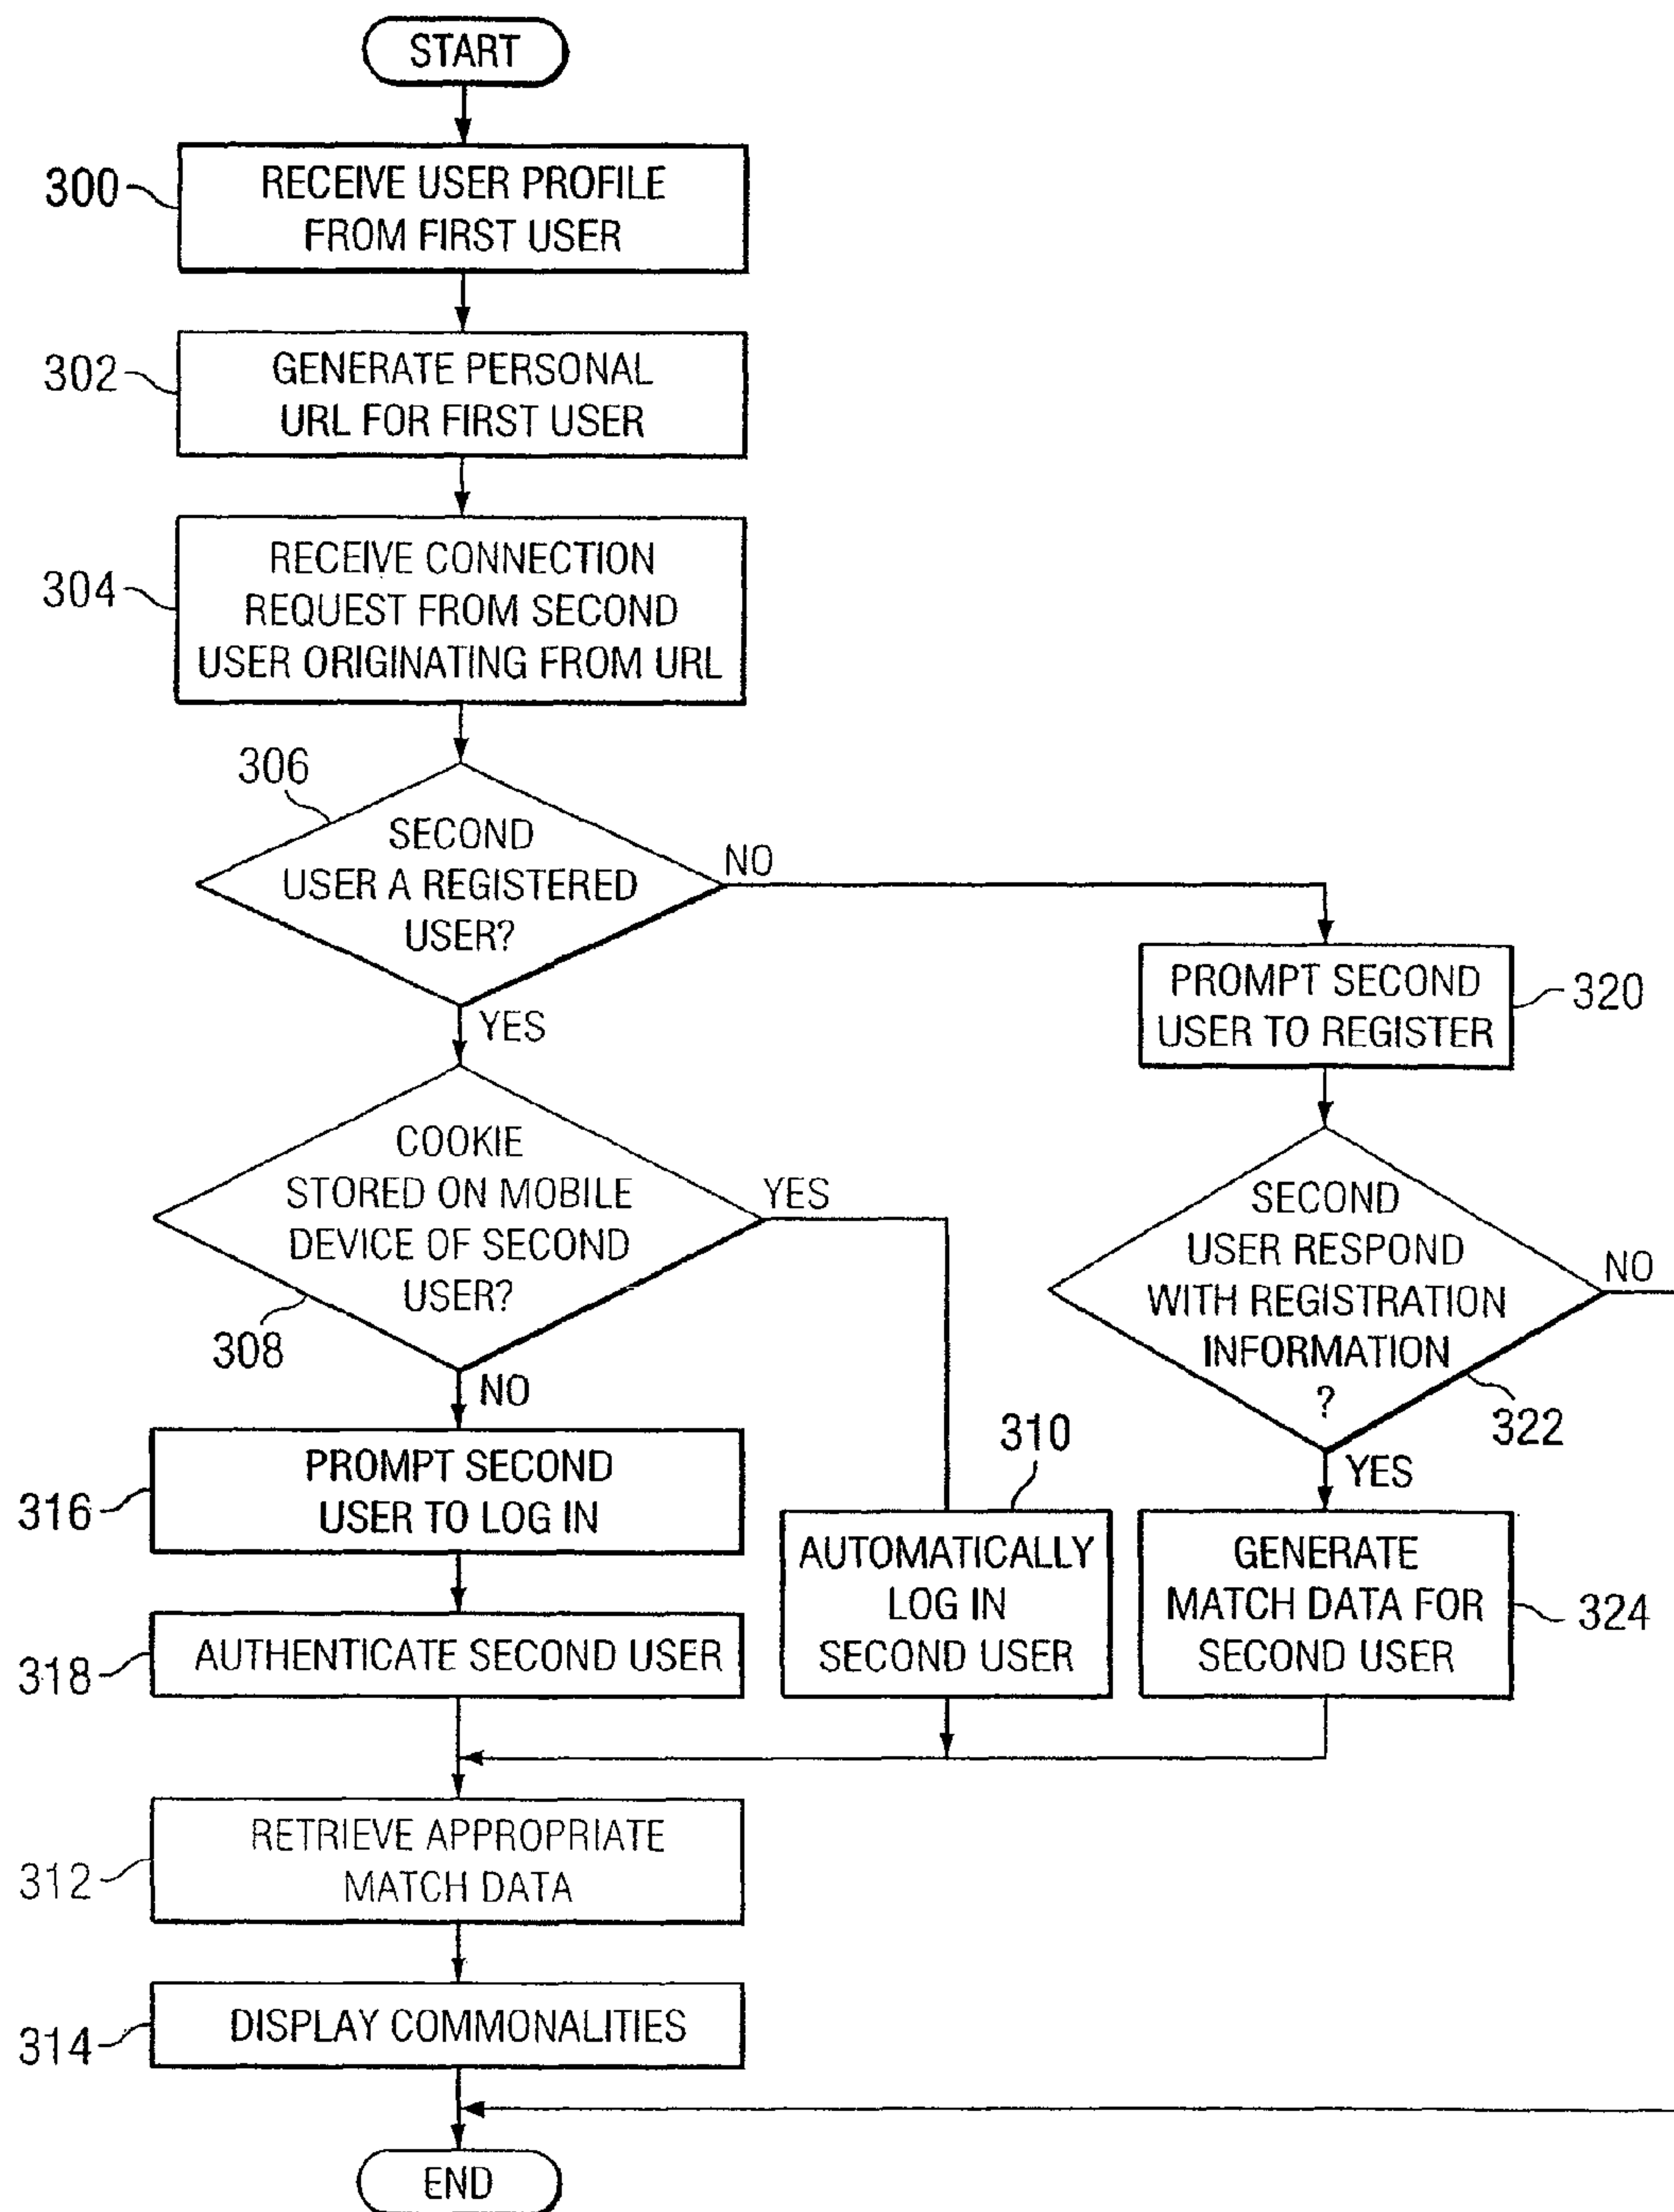 START
300
RECEIVE USER PROFILE
FROM FIRST USER
302
GENERATE PERSONAL
URL FOR FIRST USER
304
RECEIVE CONNECTION
REQUEST FROM SECOND
USER ORIGINATING FROM URL
306
SECOND
USER A REGISTERED
USER?
NO
YES
PROMPT SECOND
USER TO REGISTER
320
COOKIE
STORED ON MOBILE
DEVICE OF SECOND
USER?
308
YES
NO
SECOND
USER RESPOND
WITH REGISTRATION
INFORMATION
?
322
NO
YES
316
PROMPT SECOND
USER TO LOG IN
310
AUTOMATICALLY
LOG IN
SECOND USER
GENERATE
MATCH DATA FOR
SECOND USER
324
318
AUTHENTICATE SECOND USER
312
RETRIEVE APPROPRIATE
MATCH DATA
314
DISPLAY COMMONALITIES
END